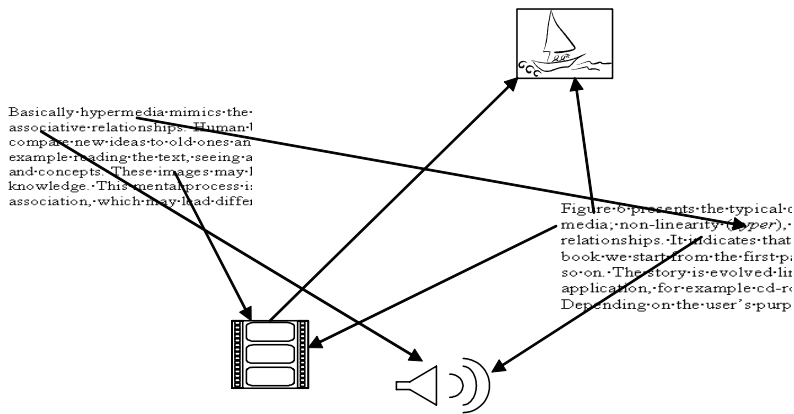 Basically hypermedia mimics the
associative relationships. Human
compare new ideas to old ones an
example reading the text, seeing a
and concepts. These images may
knowledge. This mental process i
association, which may lead diffe
Figure 6 presents the typical
media; non-linearity (hyper),
relationships. It indicates that
book we start from the first pa
so on. The story is evolved li
application, for example cd-ro
Depending on the user's purp